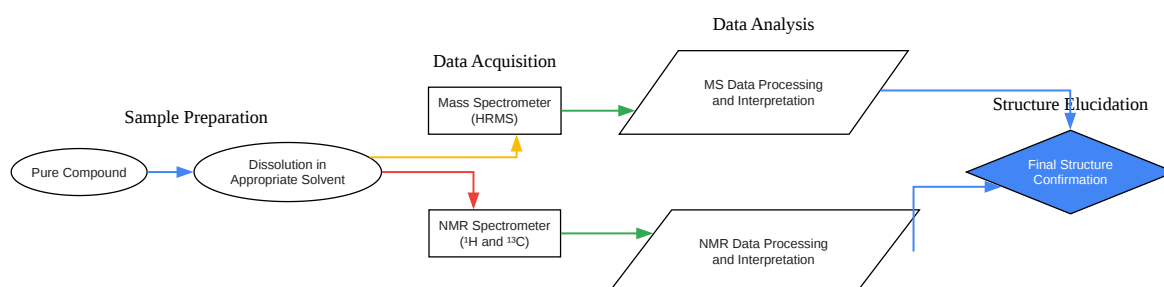 Sample Preparation
Pure Compound
Dissolution in
Appropriate Solvent
Data Acquisition
Mass Spectrometer
(HRMS)
NMR Spectrometer
(¹H and ¹³C)
Data Analysis
MS Data Processing
and Interpretation
NMR Data Processing
and Interpretation
Structure Elucidation
Final Structure
Confirmation